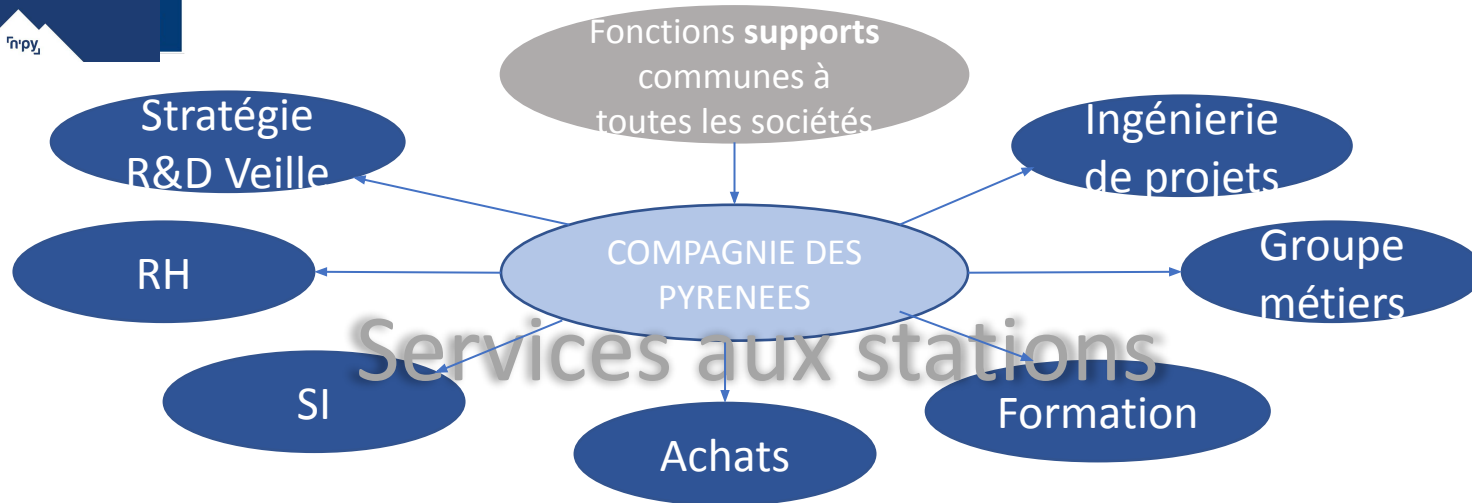 n'py
Fonctions supports
communes à
toutes les sociétés
Stratégie
R&D Veille
Ingénierie
de projets
RH
COMPAGNIE DES
PYRENEES
Groupe
métiers
Services aux stations
SI
Achats
Formation